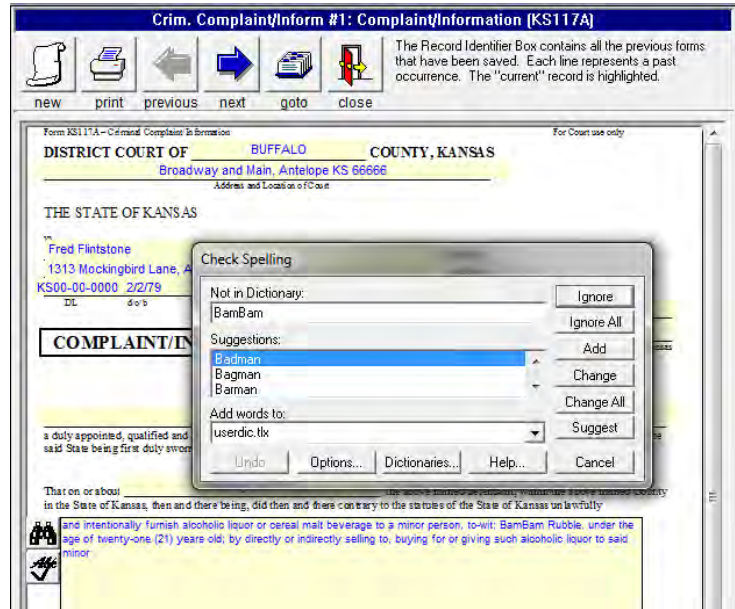 Crim. Complaint/Inform #1: Complaint/Information (KS117A)
The Record Identifier Box contains all the previous forms
that have been saved. Each line represents a past
occurrence. The "current" record is highlighted.
new print previous next goto close
Form KS117A – Criminal Complaint Information For Court use only
DISTRICT COURT OF BUFFALO COUNTY, KANSAS
Broadway and Main, Antelope KS 66666
Address and Location of Court
THE STATE OF KANSAS
vs
Fred Flintstone
1313 Mockingbird Lane, A
KS00-00-0000 2/2/79
DL d o b
COMPLAINT/IN
Check Spelling
Not in Dictionary:
BamBam
Suggestions:
Badman
Bagman
Barman
Add words to:
userdic.tlx
Ignore
Ignore All
Add
Change
Change All
Suggest
Undo Options... Dictionaries... Help... Cancel
a duly appointed, qualified and
said State being first duly sworn
That on or about the above named defendant, within the above named County
in the State of Kansas, then and there being, did then and there contrary to the statutes of the State of Kansas unlawfully
and intentionally furnish alcoholic liquor or cereal malt beverage to a minor person, to-wit: BamBam Rubble, under the
age of twenty-one (21) years old; by directly or indirectly selling to, buying for or giving such alcoholic liquor to said
minor
Abc